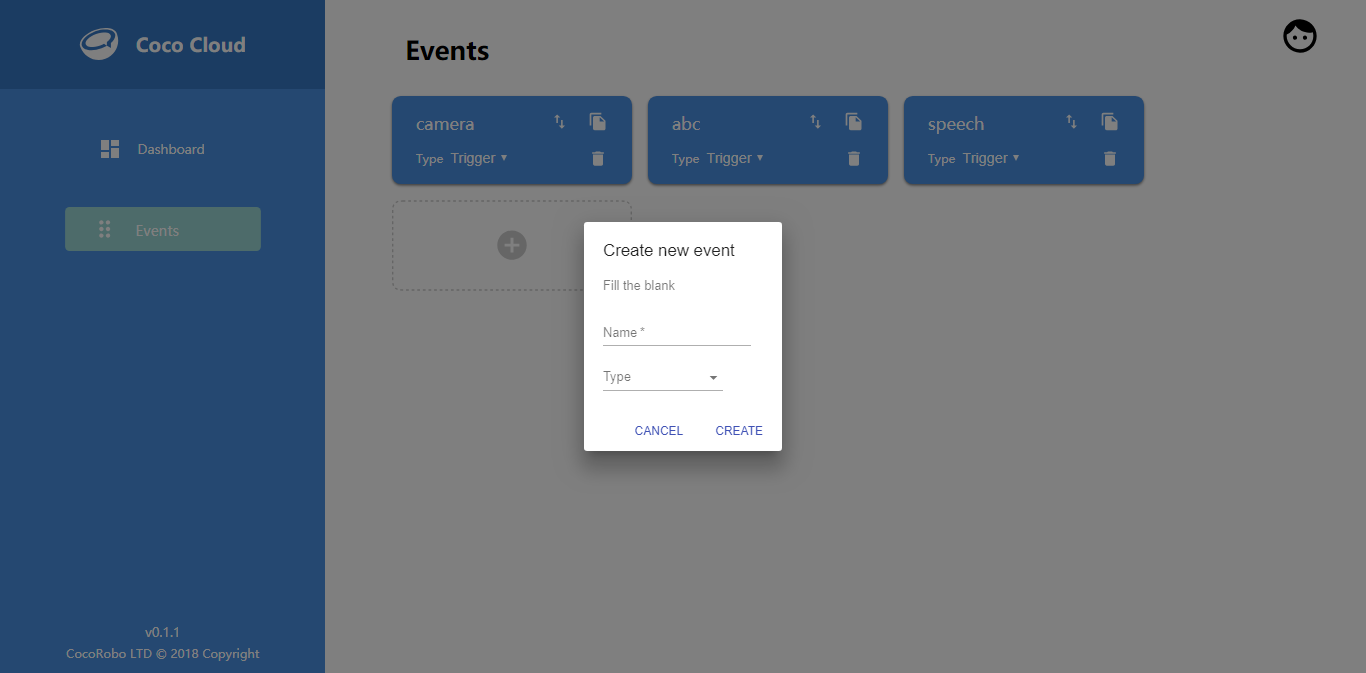 Coco Cloud
Dashboard
Events
v0.1.1
CocoRobo LTD © 2018 Copyright
Events
camera
Type Trigger ▾
abc
Type Trigger ▾
speech
Type Trigger ▾
Create new event
Fill the blank
Name *
Type
CANCEL CREATE